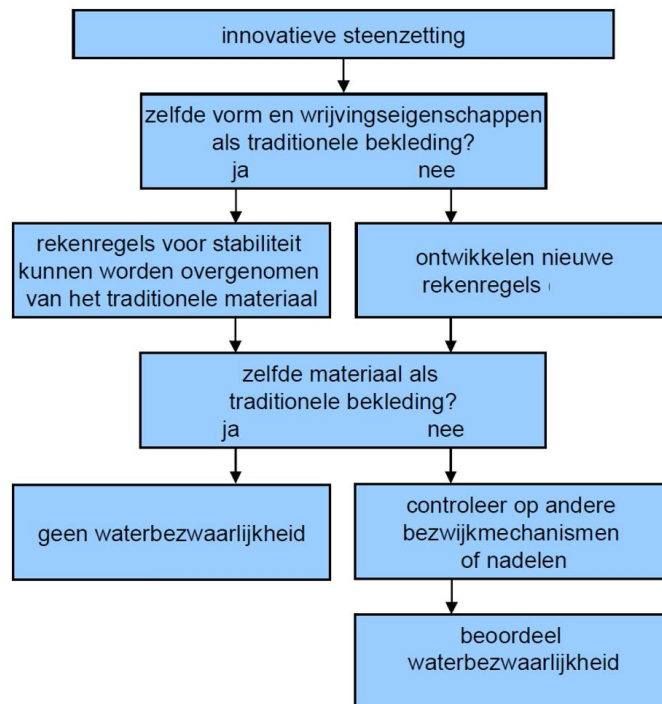 innovatieve steenzetting
zelfde vorm en wrijvingseigenschappen
als traditionele bekleding?
ja nee
rekenregels voor stabiliteit
kunnen worden overgenomen
van het traditionele materiaal
ontwikkelen nieuwe
rekenregels (
zelfde materiaal als
traditionele bekleding?
ja nee
geen waterbezwaarlijkheid
controleer op andere
bezwijkmechanismen
of nadelen
beoordeel
waterbezwaarlijkheid